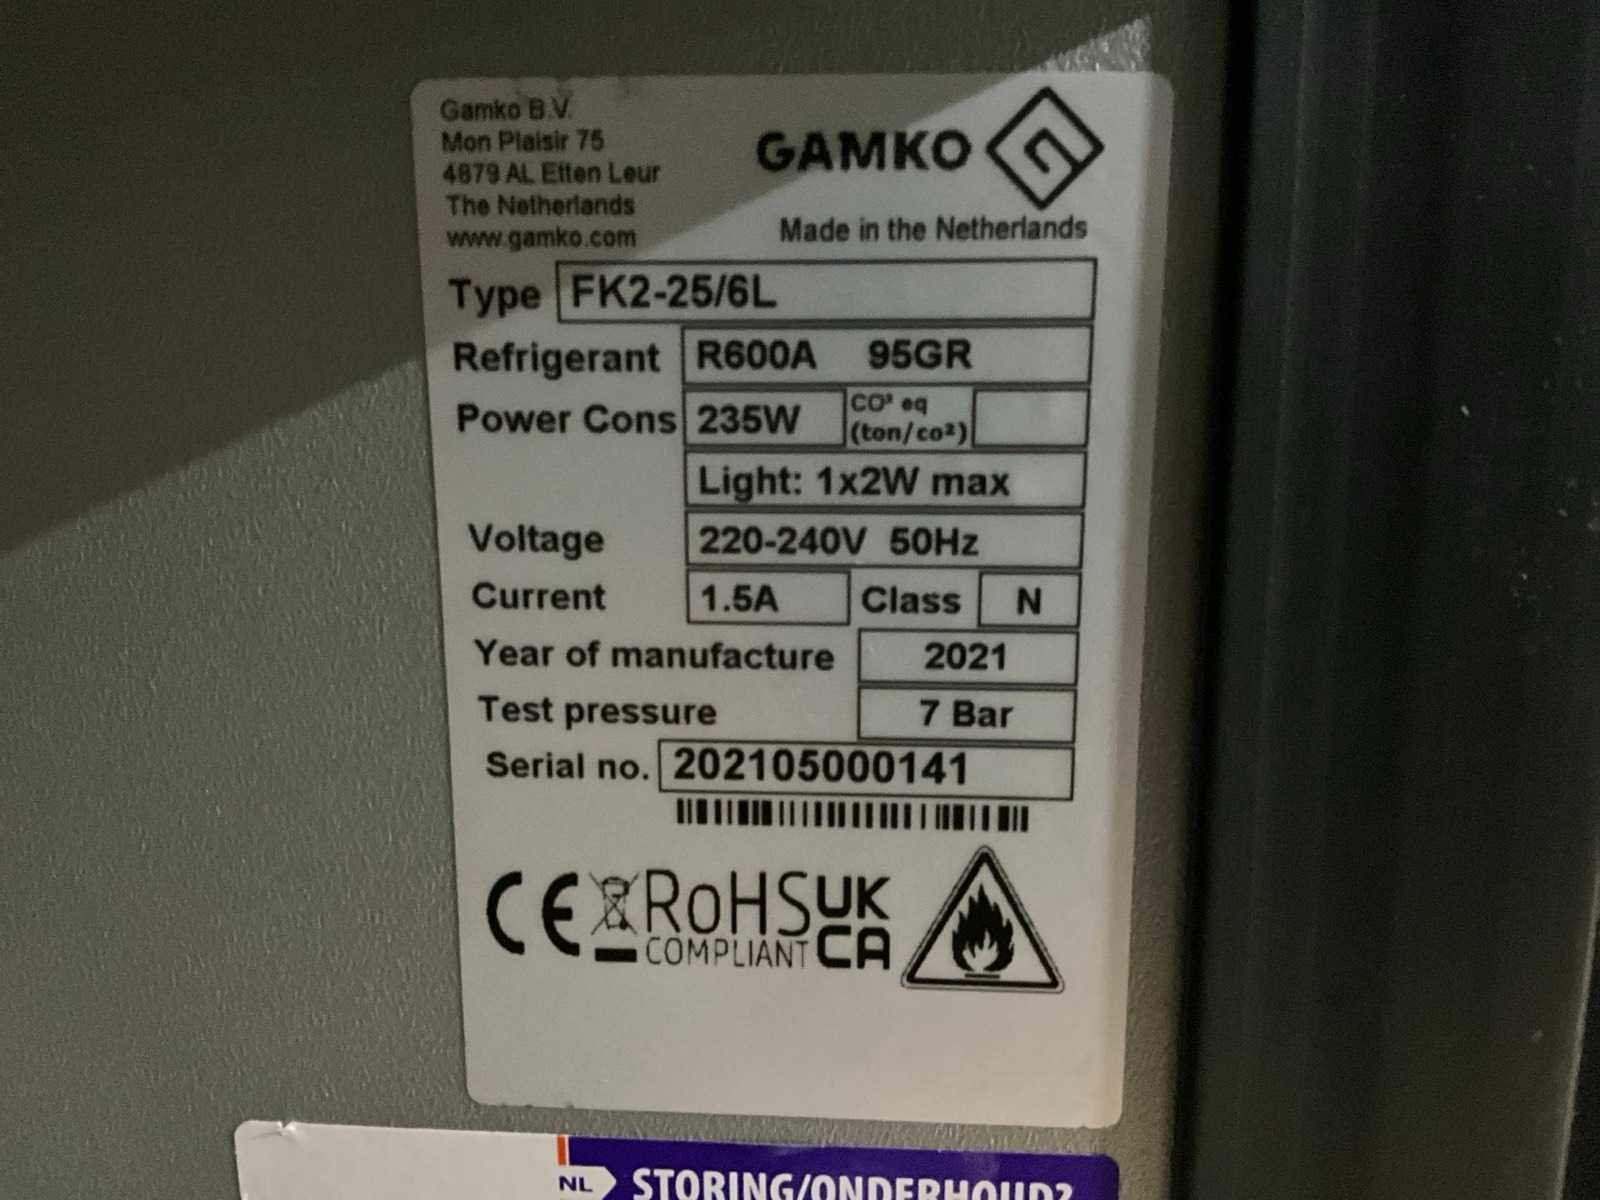 Gamko B.V.
Mon Plaisir 75
4879 AL Etten Leur
The Netherlands
www.gamko.com
GAMKO
Made in the Netherlands
Type FK2-25/6L
Refrigerant R600A 95GR
Power Cons 235W CO² eq (ton/co²)
Light: 1x2W max
Voltage 220-240V 50Hz
Current 1.5A Class N
Year of manufacture 2021
Test pressure 7 Bar
Serial no. 202105000141
CE RoHS COMPLIANT UK CA
NL STORING/ONDERHOUD?